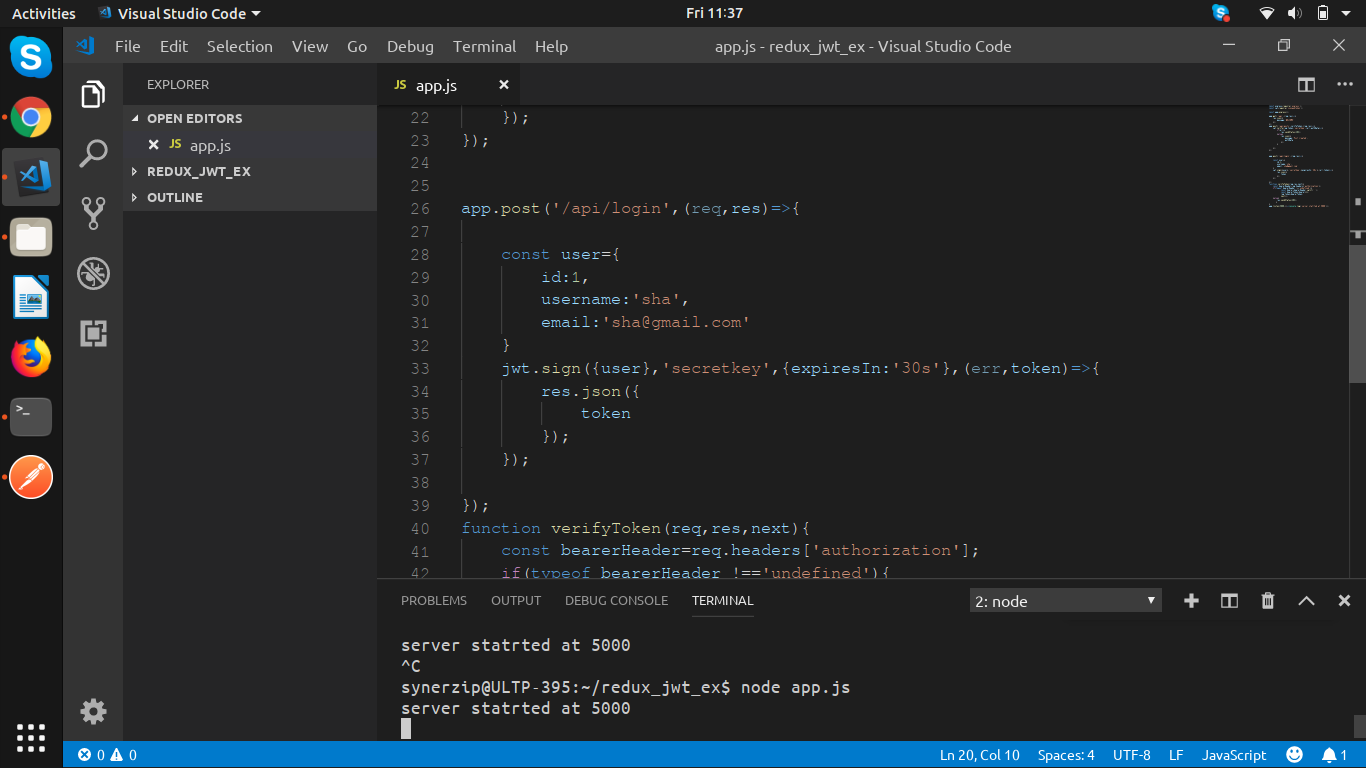 Activities
Visual Studio Code
Fri 11:37
File Edit Selection View Go Debug Terminal Help
app.js - redux_jwt_ex - Visual Studio Code
EXPLORER
OPEN EDITORS
JS app.js
REDUX_JWT_EX
OUTLINE
JS app.js
22 });
23 });
24
25
26 app.post('/api/login',(req,res)=>{
27
28 const user={
29 id:1,
30 username:'sha',
31 email:'sha@gmail.com'
32 }
33 jwt.sign({user},'secretkey',{expiresIn:'30s'},(err,token)=>{
34 res.json({
35 token
36 });
37 });
38
39 });
40 function verifyToken(req,res,next){
41 const bearerHeader=req.headers['authorization'];
42 if(typeof bearerHeader !=='undefined'){
PROBLEMS OUTPUT DEBUG CONSOLE TERMINAL
2: node
server statrted at 5000
^C
synerzip@ULTP-395:~/redux_jwt_ex$ node app.js
server statrted at 5000
0 0
Ln 20, Col 10 Spaces: 4 UTF-8 LF JavaScript 1